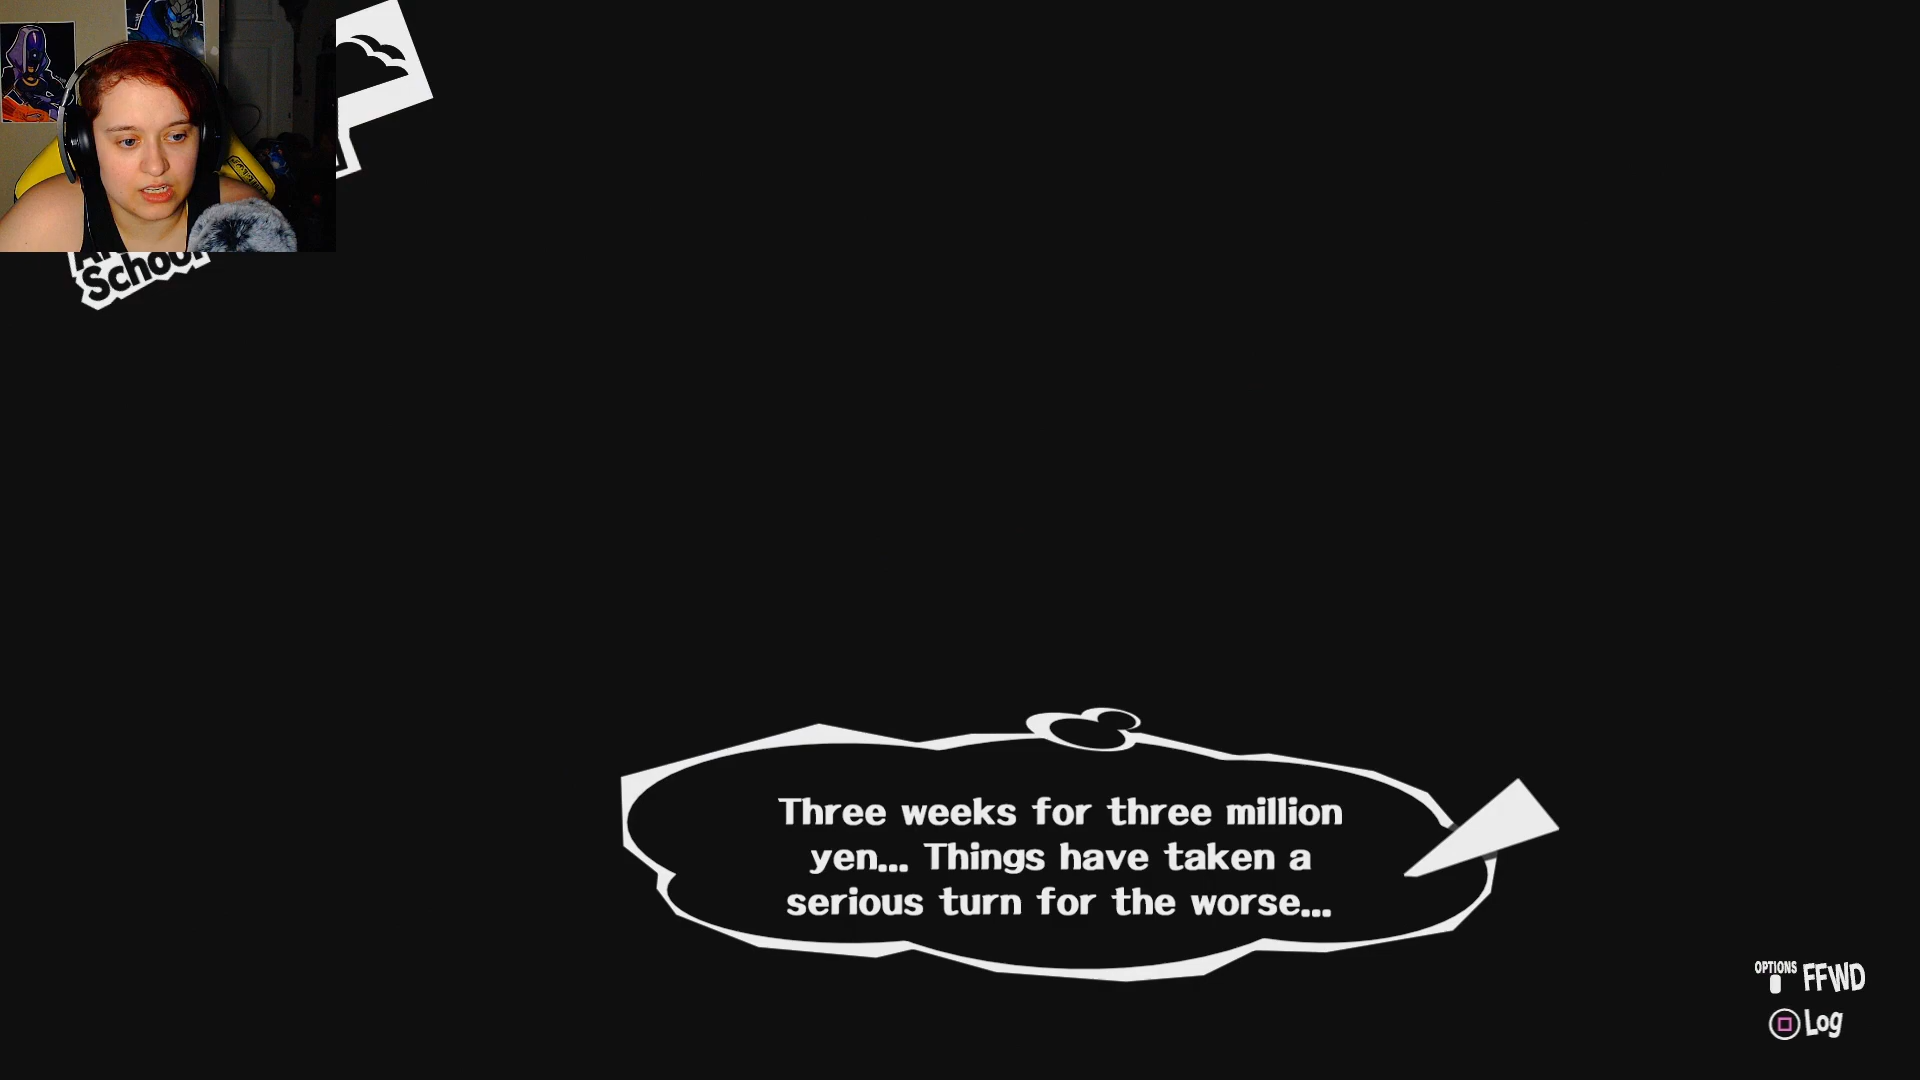 School
Three weeks for three million
yen... Things have taken a
serious turn for the worse...
OPTIONS
FFWD
Log